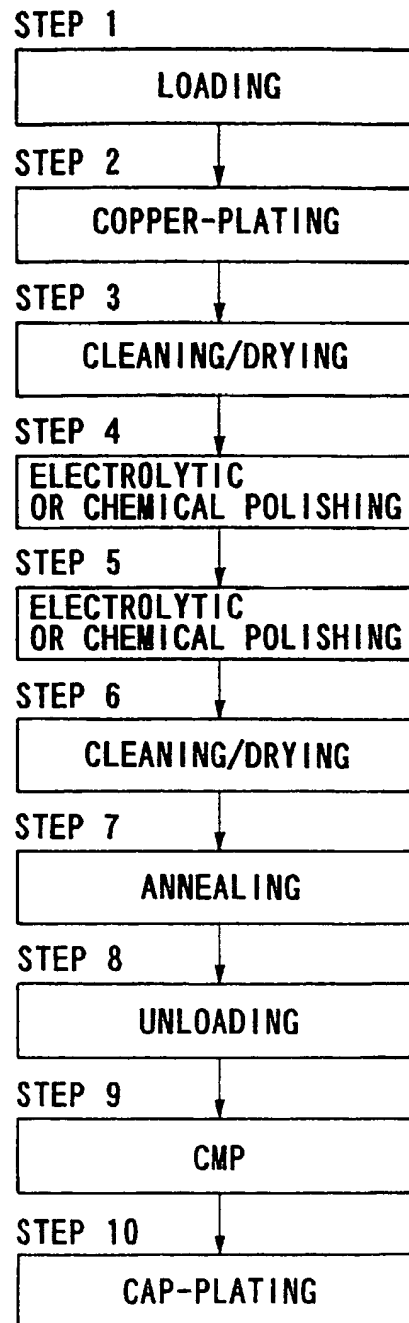 STEP 1
LOADING
STEP 2
COPPER-PLATING
STEP 3
CLEANING/DRYING
STEP 4
ELECTROLYTIC
OR CHEMICAL POLISHING
STEP 5
ELECTROLYTIC
OR CHEMICAL POLISHING
STEP 6
CLEANING/DRYING
STEP 7
ANNEALING
STEP 8
UNLOADING
STEP 9
CMP
STEP 10
CAP-PLATING